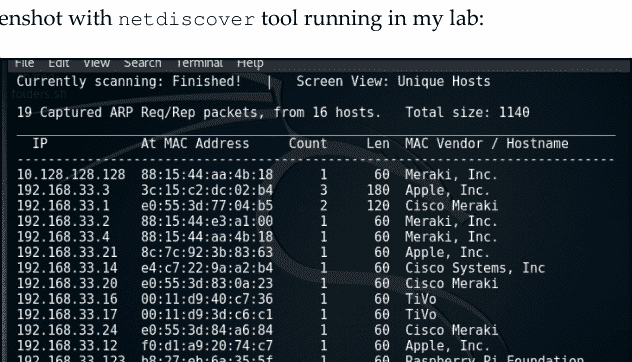 enshot with netdiscover tool running in my lab:
File Edit View Search Terminal Help
Currently scanning: Finished! | Screen View: Unique Hosts
19 Captured ARP Req/Rep packets, from 16 hosts. Total size: 1140
IP At MAC Address Count Len MAC Vendor / Hostname
-----------------------------------------------------------------------------
10.128.128.128 88:15:44:aa:4b:18 1 60 Meraki, Inc.
192.168.33.3 3c:15:c2:dc:02:b4 3 180 Apple, Inc.
192.168.33.1 e0:55:3d:77:04:b5 2 120 Cisco Meraki
192.168.33.2 88:15:44:e3:a1:00 1 60 Meraki, Inc.
192.168.33.4 88:15:44:aa:4b:18 1 60 Meraki, Inc.
192.168.33.21 8c:7c:92:3b:83:63 1 60 Apple, Inc.
192.168.33.14 e4:c7:22:9a:a2:b4 1 60 Cisco Systems, Inc
192.168.33.20 e0:55:3d:83:0a:23 1 60 Cisco Meraki
192.168.33.16 00:11:d9:40:c7:36 1 60 TiVo
192.168.33.17 00:11:d9:3d:c6:c1 1 60 TiVo
192.168.33.24 e0:55:3d:84:a6:84 1 60 Cisco Meraki
192.168.33.12 f0:d1:a9:20:74:c7 1 60 Apple, Inc.
192.168.33.123 b8:27:eb:6a:35:5f 1 60 Raspberry Pi Foundation